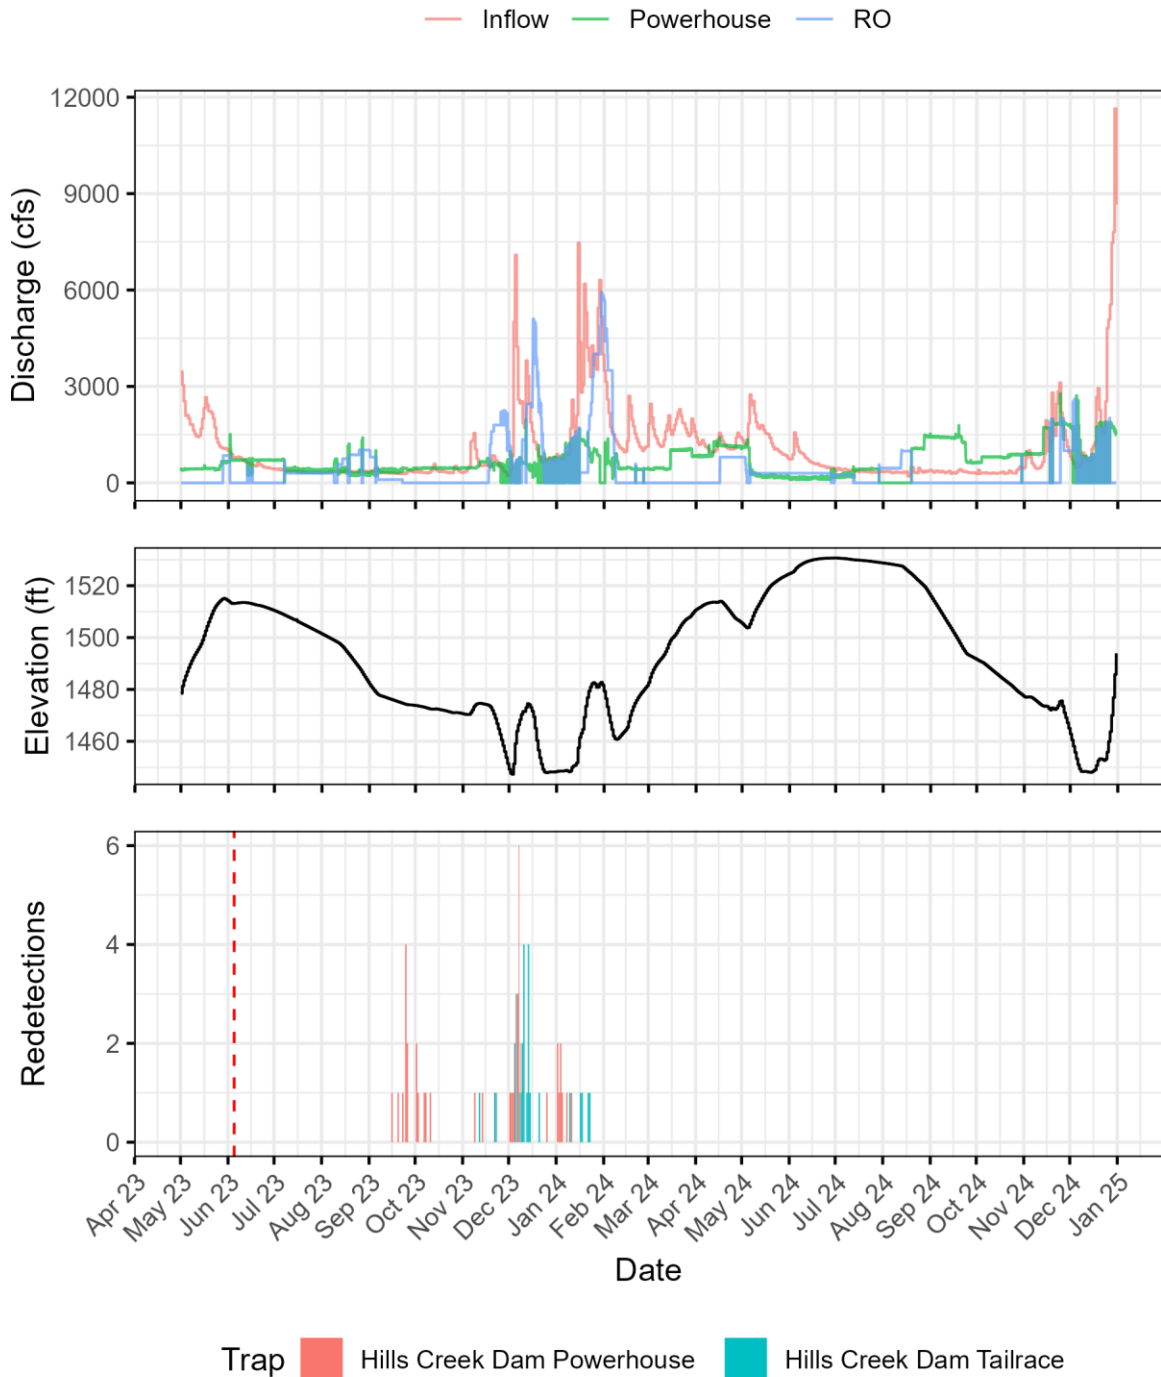 Inflow Powerhouse RO
12000
9000
6000
3000
0
Discharge (cfs)
1520
1500
1480
1460
Elevation (ft)
6
4
2
0
Redetections
Apr 23 May 23 Jun 23 Jul 23 Aug 23 Sep 23 Oct 23 Nov 23 Dec 23 Jan 24 Feb 24 Mar 24 Apr 24 May 24 Jun 24 Jul 24 Aug 24 Sep 24 Oct 24 Nov 24 Dec 24 Jan 25
Date
Trap Hills Creek Dam Powerhouse Hills Creek Dam Tailrace